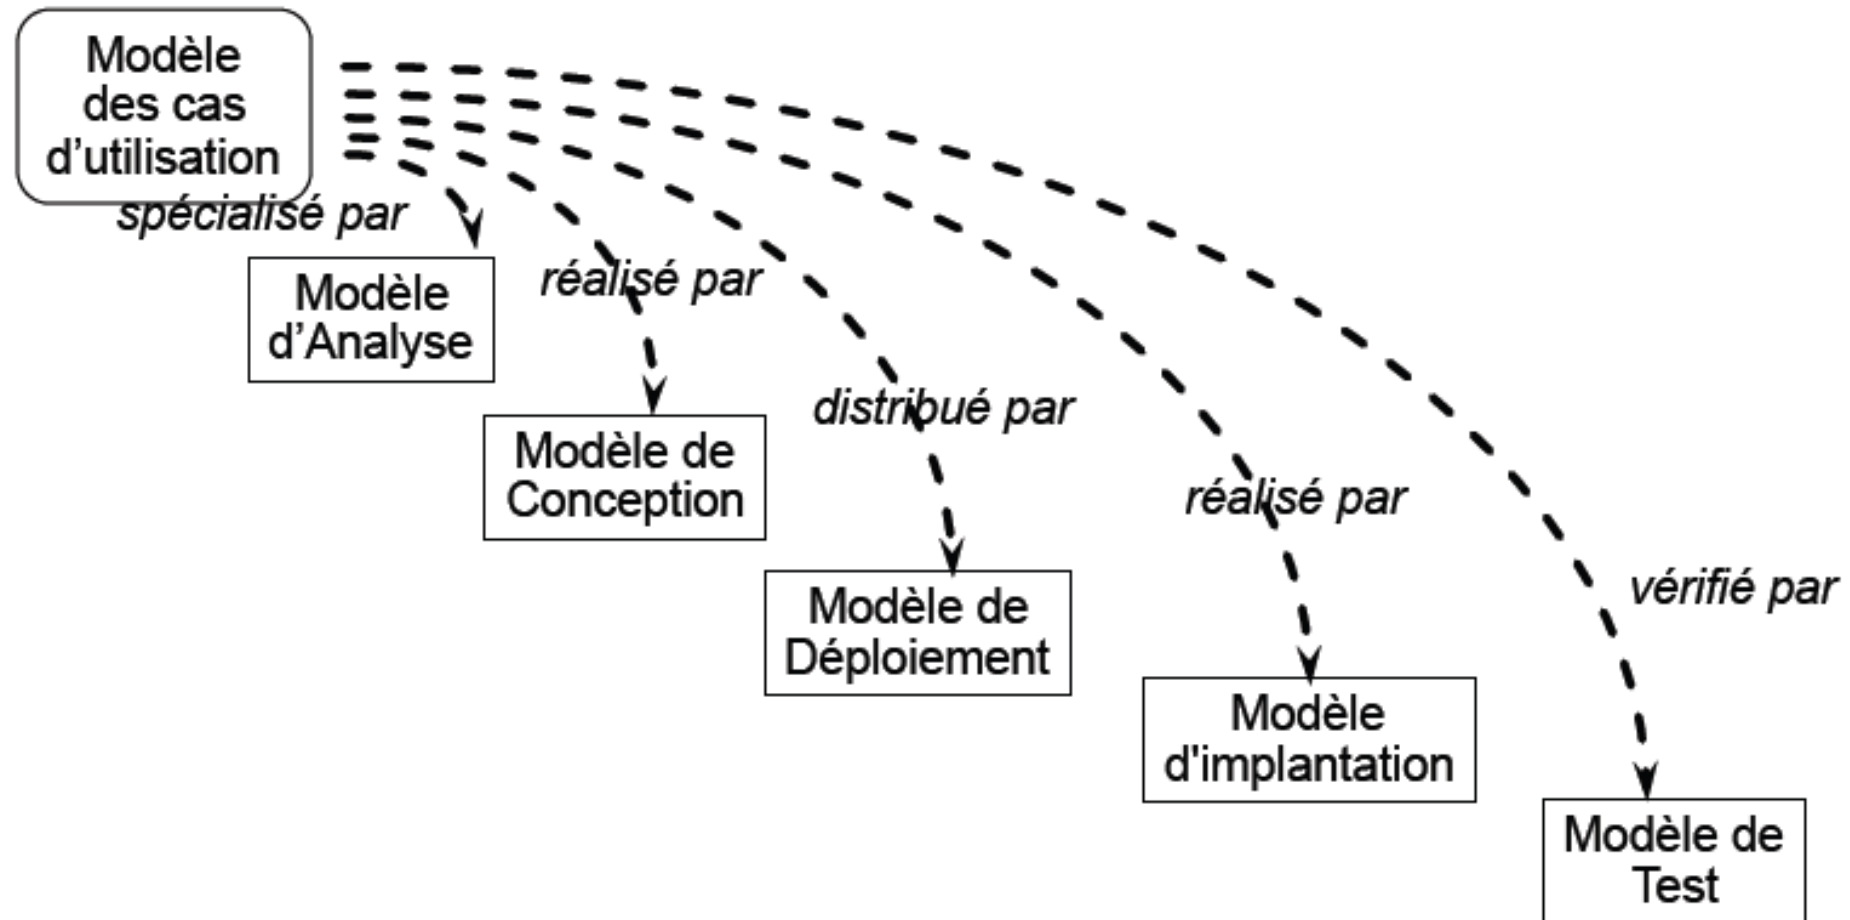 Modèle
des cas
d’utilisation
spécialisé par
Modèle
d’Analyse
réalisé par
Modèle de
Conception
distribué par
Modèle de
Déploiement
réalisé par
Modèle
d'implantation
vérifié par
Modèle de
Test